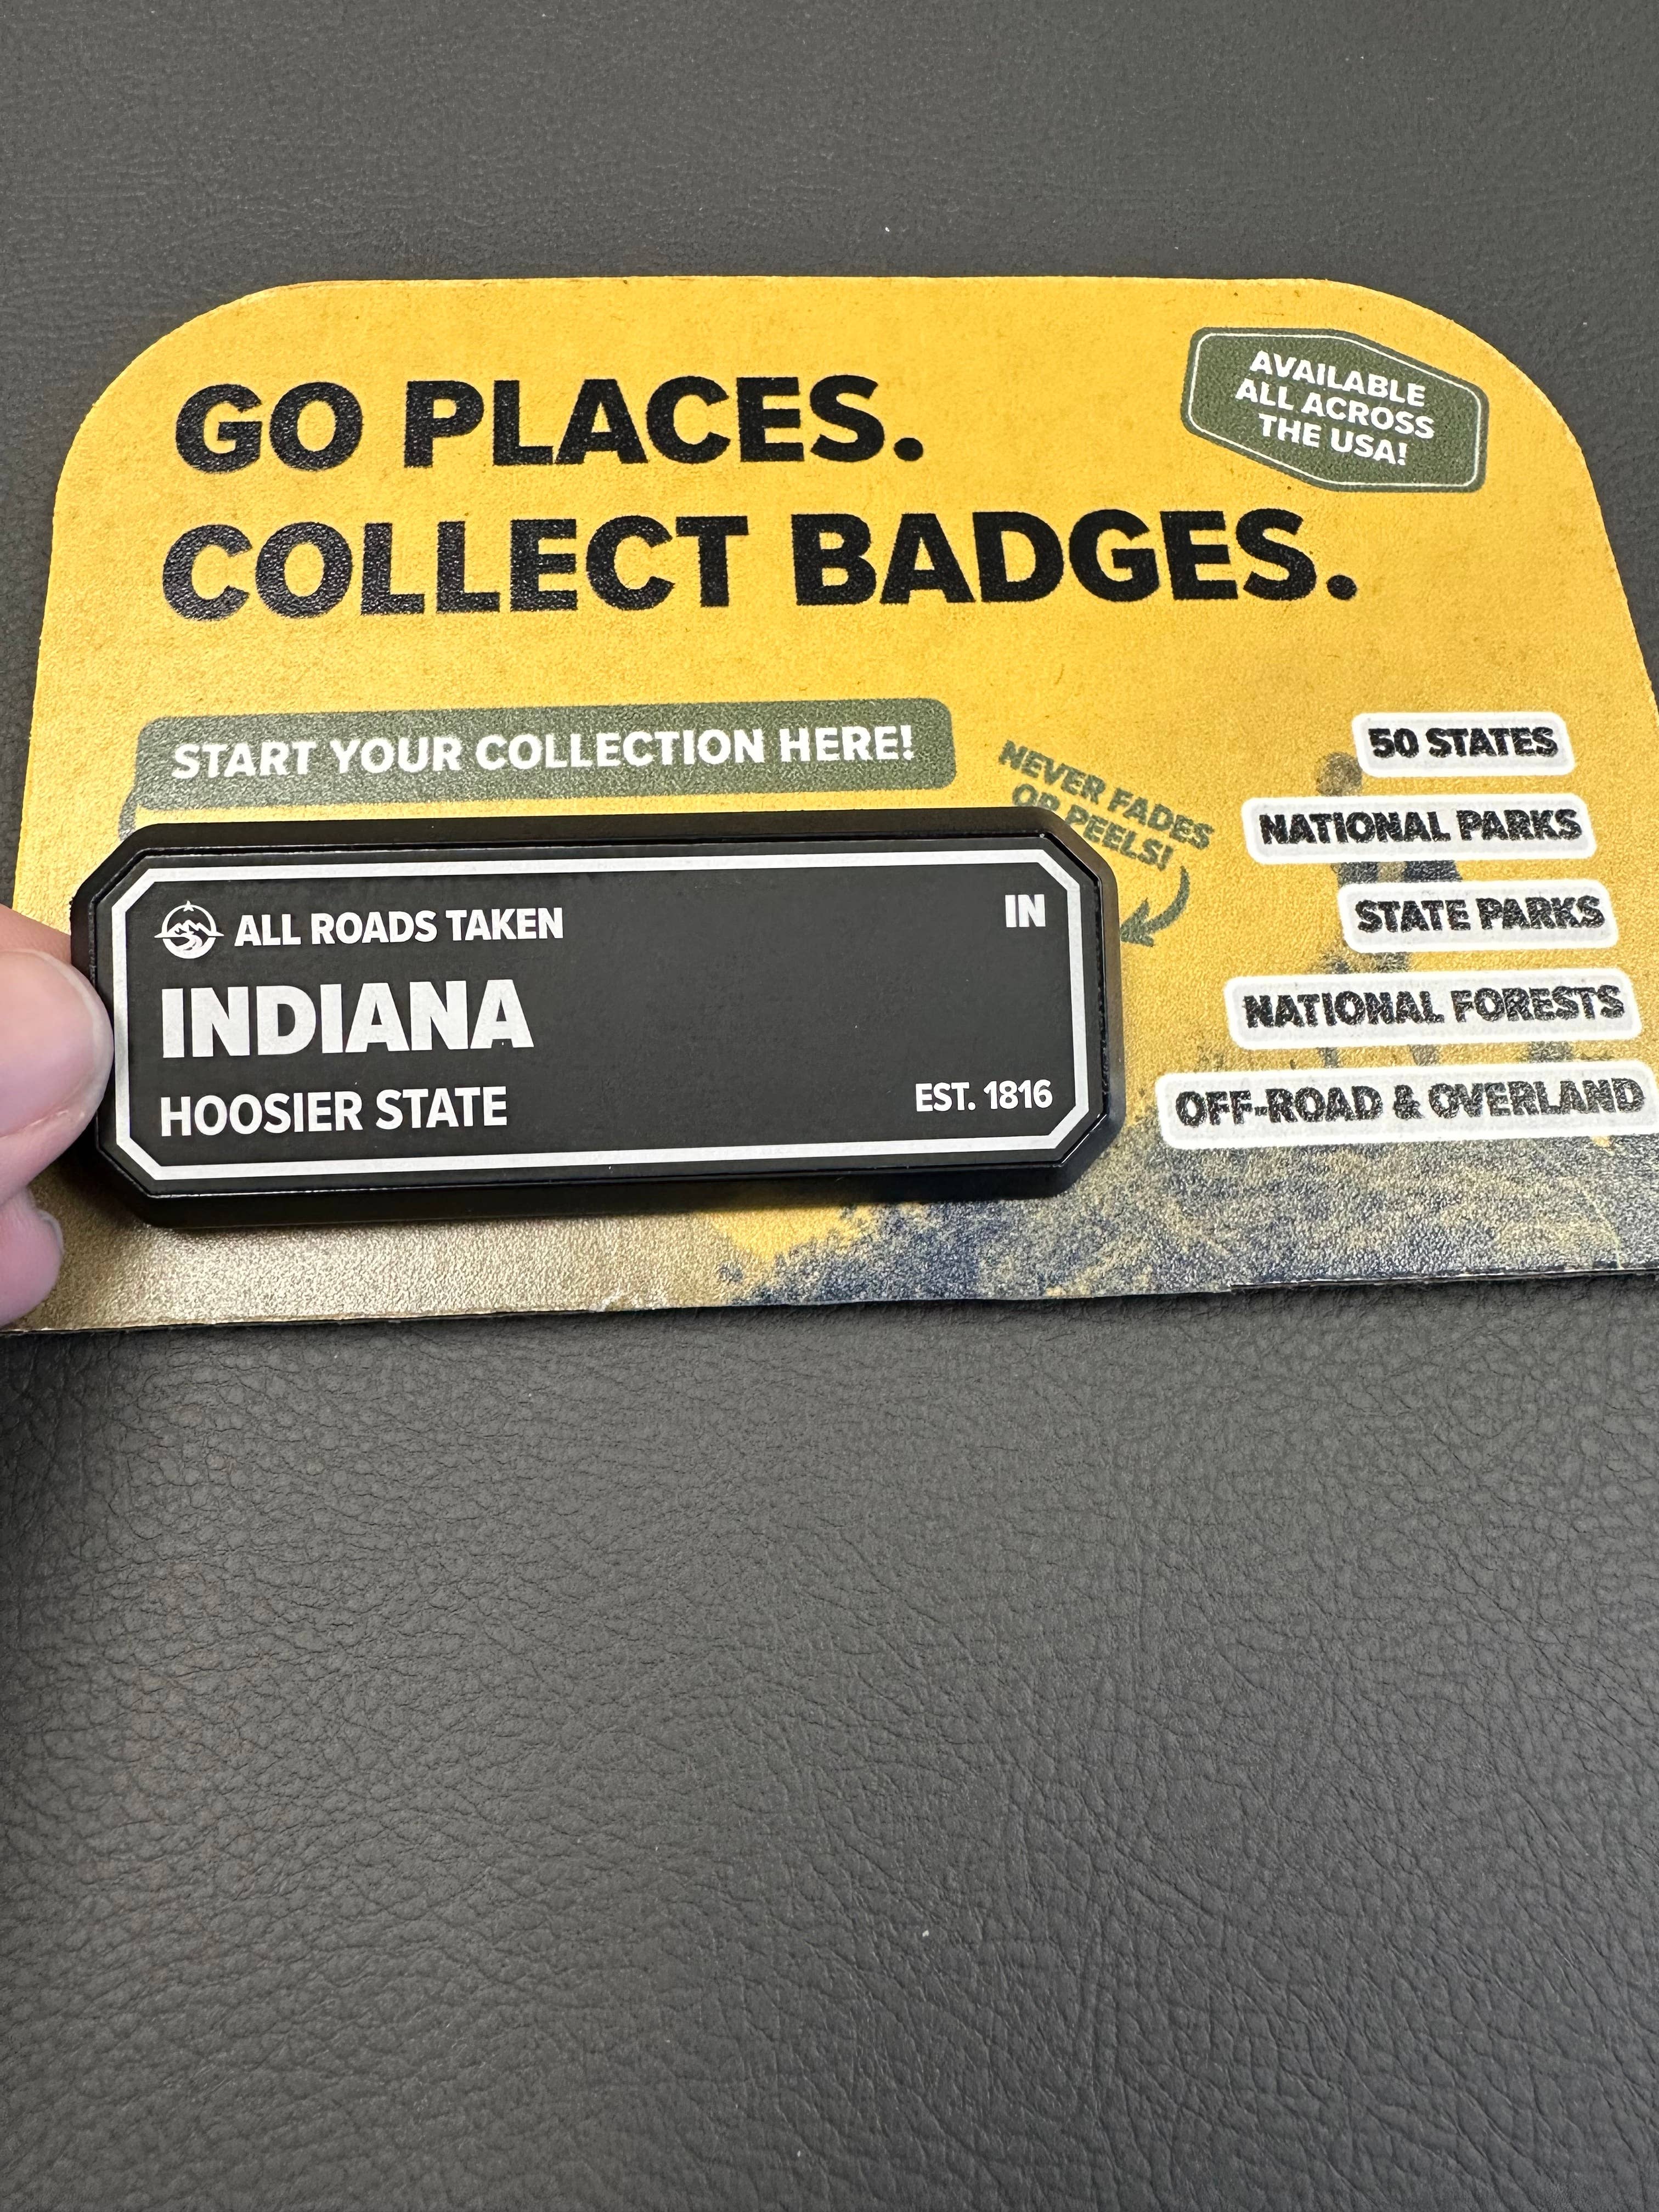 GO PLACES.
COLLECT BADGES.
AVAILABLE
ALL ACROSS
THE USA!
START YOUR COLLECTION HERE!
NEVER FADES
OR PEELS!
50 STATES
NATIONAL PARKS
STATE PARKS
NATIONAL FORESTS
OFF-ROAD & OVERLAND
ALL ROADS TAKEN
IN
INDIANA
HOOSIER STATE
EST. 1816